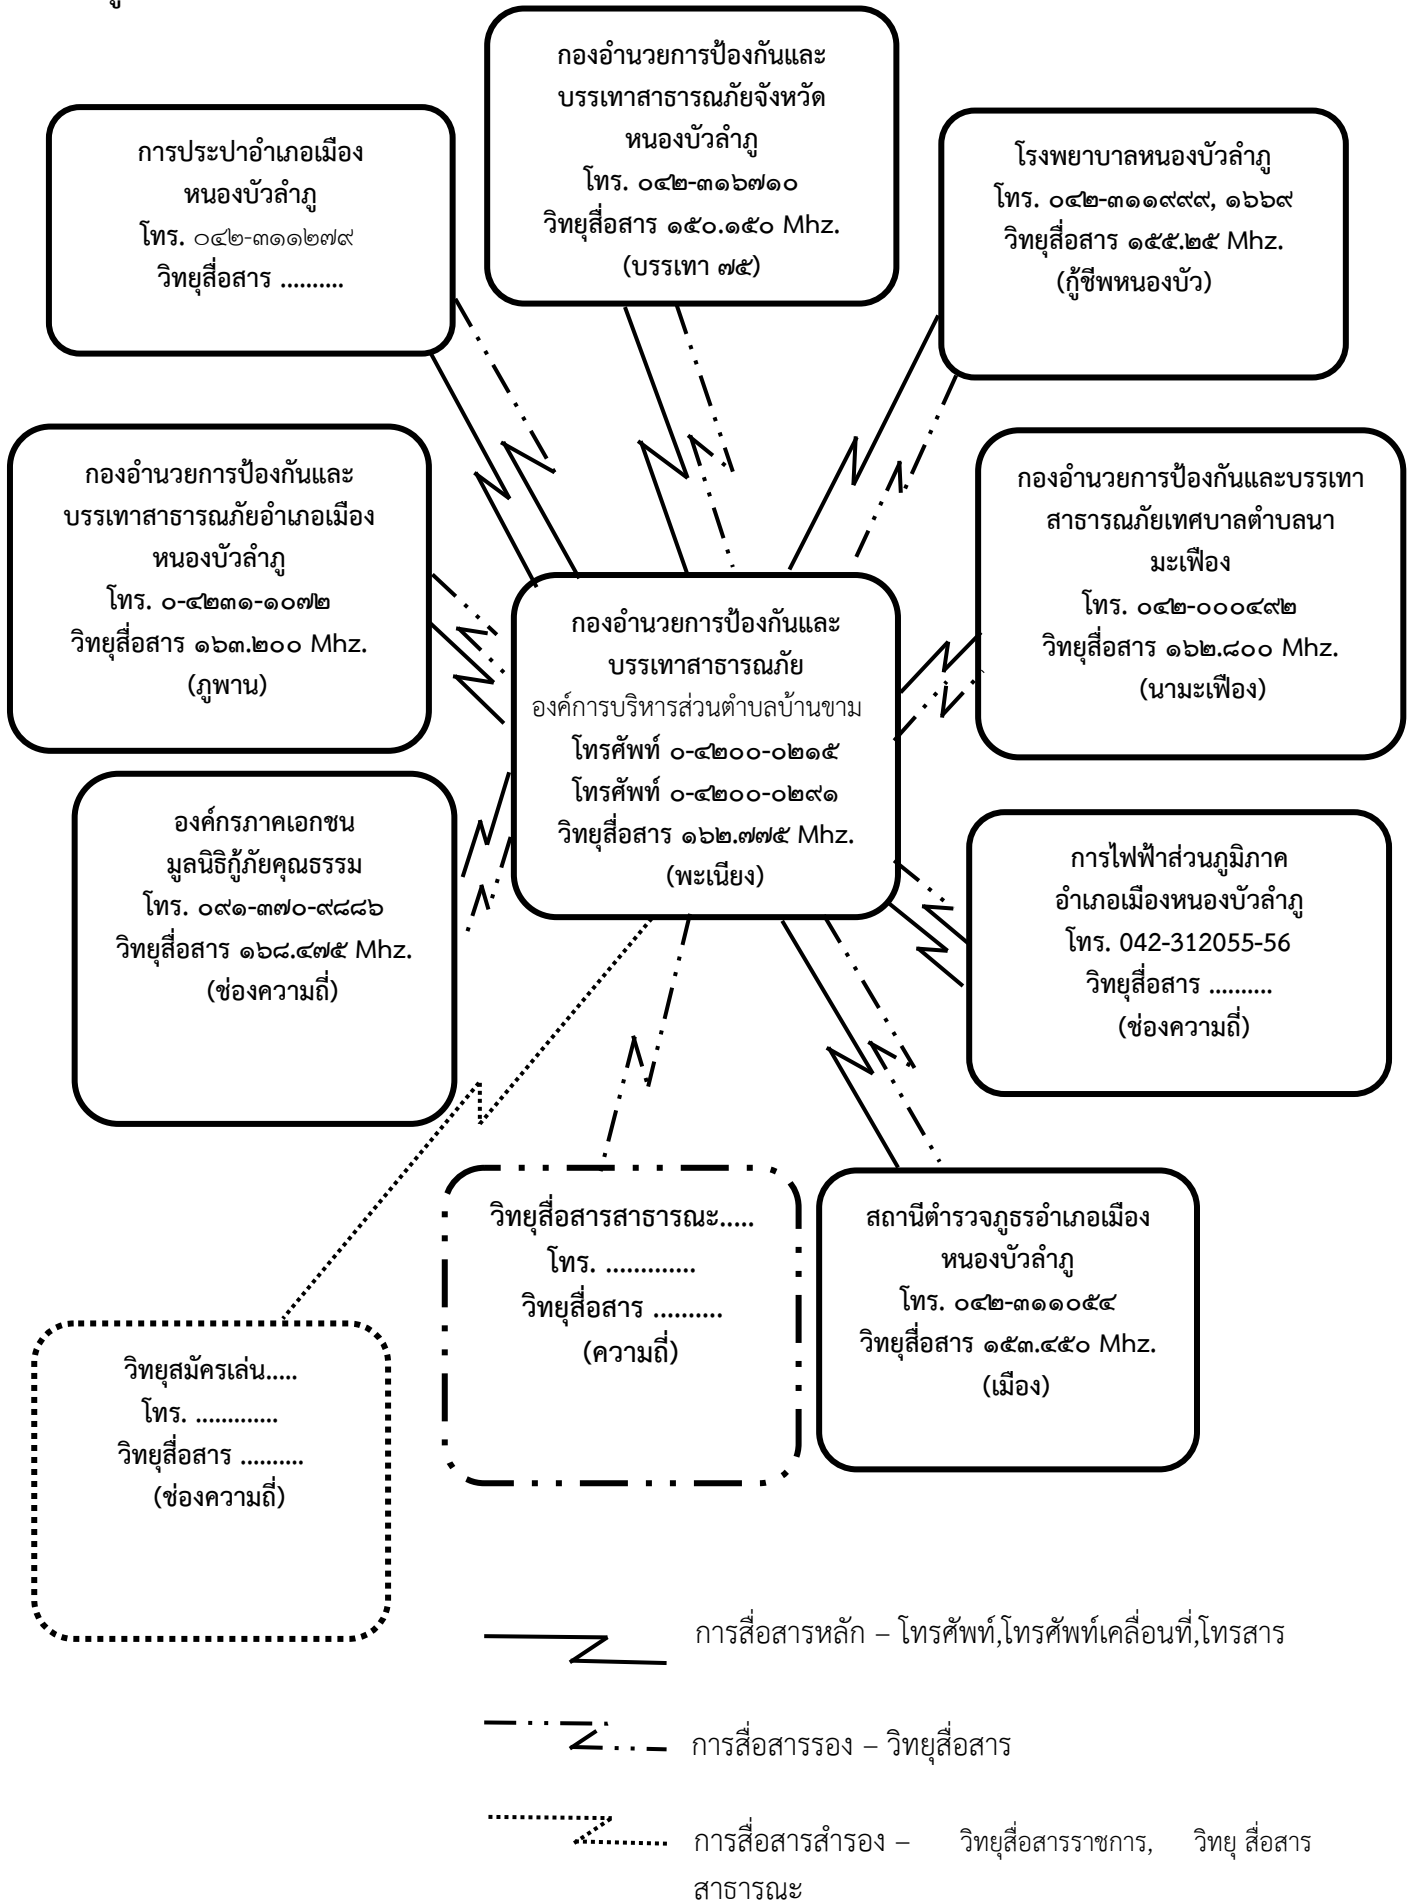 กองอำนวยการป้องกันและ
บรรเทาสาธารณภัยจังหวัด
หนองบัวลำภู
โทร. ๐๔๒-๓๑๖๗๑๐
วิทยุสื่อสาร ๑๕๐.๑๕๐ Mhz.
(บรรเทา ๗๕)
การประปาอำเภอเมือง
หนองบัวลำภู
โทร. ๐๔๒-๓๑๑๒๗๙
วิทยุสื่อสาร ..........
โรงพยาบาลหนองบัวลำภู
โทร. ๐๔๒-๓๑๑๙๙๙, ๑๖๖๙
วิทยุสื่อสาร ๑๕๕.๒๕ Mhz.
(กู้ชีพหนองบัว)
กองอำนวยการป้องกันและ
บรรเทาสาธารณภัยอำเภอเมือง
หนองบัวลำภู
โทร. ๐-๔๒๓๑-๑๐๗๒
วิทยุสื่อสาร ๑๖๓.๒๐๐ Mhz.
(ภูพาน)
กองอำนวยการป้องกันและบรรเทา
สาธารณภัยเทศบาลตำบลนา
มะเฟือง
โทร. ๐๔๒-๐๐๐๔๙๒
วิทยุสื่อสาร ๑๖๒.๘๐๐ Mhz.
(นามะเฟือง)
กองอำนวยการป้องกันและ
บรรเทาสาธารณภัย
องค์การบริหารส่วนตำบลบ้านขาม
โทรศัพท์ ๐-๔๒๐๐-๐๒๑๕
โทรศัพท์ ๐-๔๒๐๐-๐๒๙๑
วิทยุสื่อสาร ๑๖๒.๗๗๕ Mhz.
(พะเนียง)
องค์กรภาคเอกชน
มูลนิธิกู้ภัยคุณธรรม
โทร. ๐๙๑-๓๗๐-๙๘๘๖
วิทยุสื่อสาร ๑๖๘.๔๗๕ Mhz.
(ช่องความถี่)
การไฟฟ้าส่วนภูมิภาค
อำเภอเมืองหนองบัวลำภู
โทร. 042-312055-56
วิทยุสื่อสาร ..........
(ช่องความถี่)
วิทยุสื่อสารสาธารณะ.....
โทร. .............
วิทยุสื่อสาร ..........
(ความถี่)
สถานีตำรวจภูธรอำเภอเมือง
หนองบัวลำภู
โทร. ๐๔๒-๓๑๑๐๕๔
วิทยุสื่อสาร ๑๕๓.๔๕๐ Mhz.
(เมือง)
วิทยุสมัครเล่น.....
โทร. .............
วิทยุสื่อสาร ..........
(ช่องความถี่)
การสื่อสารหลัก – โทรศัพท์,โทรศัพท์เคลื่อนที่,โทรสาร
การสื่อสารรอง – วิทยุสื่อสาร
การสื่อสารสำรอง – วิทยุสื่อสารราชการ, วิทยุ สื่อสาร
สาธารณะ